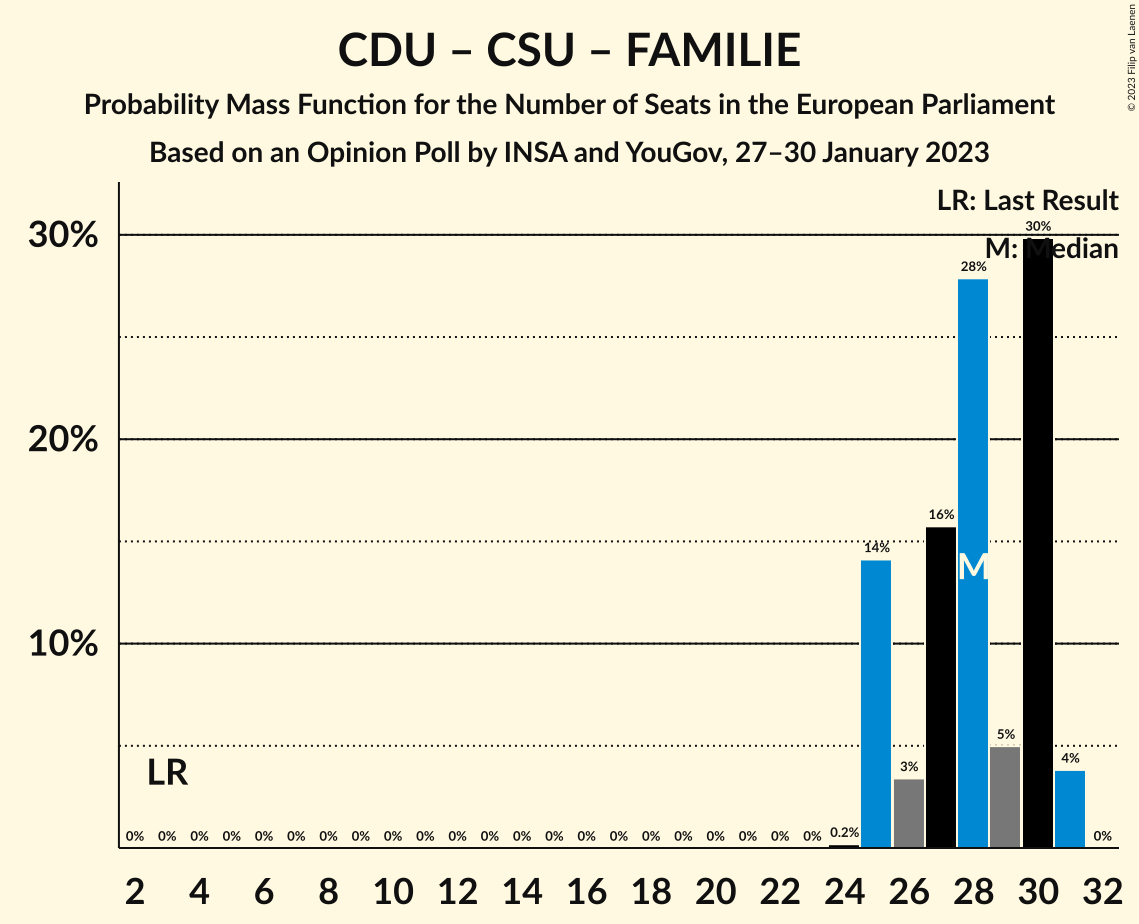 CDU – CSU – FAMILIE
Probability Mass Function for the Number of Seats in the European Parliament
Based on an Opinion Poll by INSA and YouGov, 27–30 January 2023
© 2023 Filip van Laenen
LR: Last Result
M: Median
30%
20%
10%
30%
28%
16%
14%
M
5%
4%
3%
LR
0% 0% 0% 0% 0% 0% 0% 0% 0% 0% 0% 0% 0% 0% 0% 0% 0% 0% 0% 0% 0% 0% 0.2% 0%
2 4 6 8 10 12 14 16 18 20 22 24 26 28 30 32